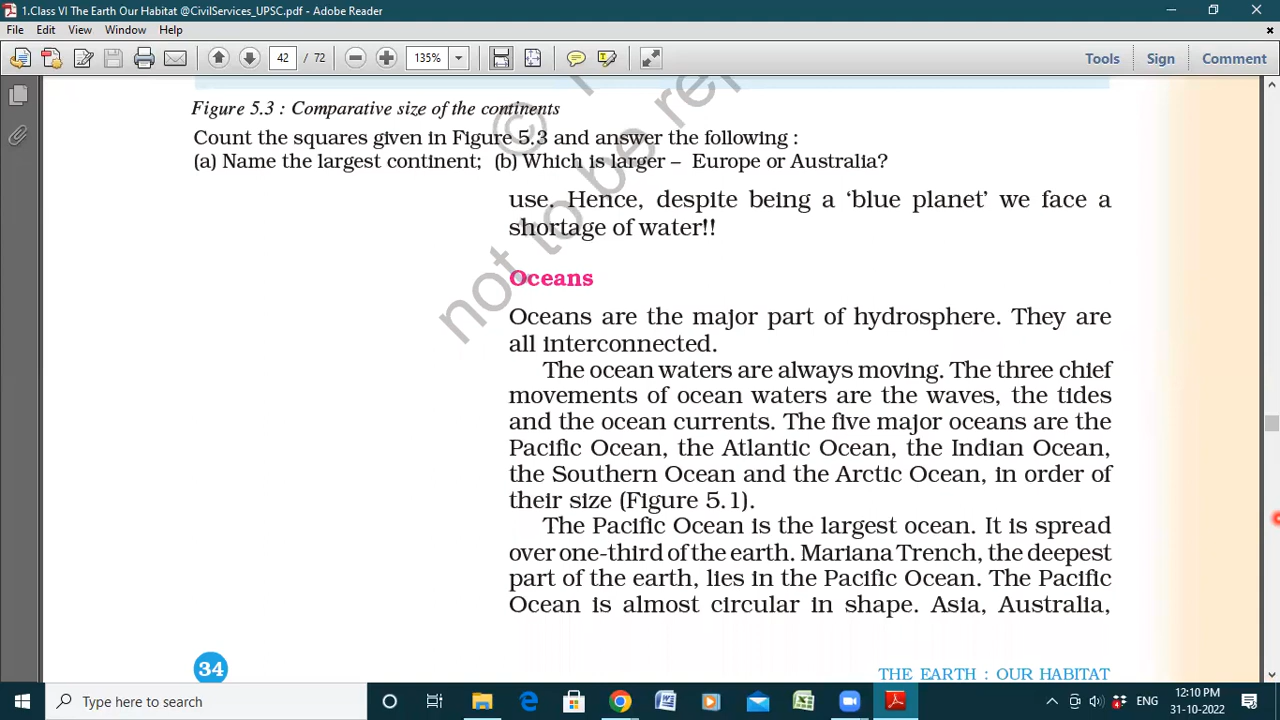 1.Class VI The Earth Our Habitat @CivilServices_UPSC.pdf - Adobe Reader
File Edit View Window Help
42 / 72 135% Tools Sign Comment
Figure 5.3 : Comparative size of the continents
Count the squares given in Figure 5.3 and answer the following :
(a) Name the largest continent; (b) Which is larger – Europe or Australia?
use. Hence, despite being a ‘blue planet’ we face a
shortage of water!!
Oceans
Oceans are the major part of hydrosphere. They are
all interconnected.
The ocean waters are always moving. The three chief
movements of ocean waters are the waves, the tides
and the ocean currents. The five major oceans are the
Pacific Ocean, the Atlantic Ocean, the Indian Ocean,
the Southern Ocean and the Arctic Ocean, in order of
their size (Figure 5.1).
The Pacific Ocean is the largest ocean. It is spread
over one-third of the earth. Mariana Trench, the deepest
part of the earth, lies in the Pacific Ocean. The Pacific
Ocean is almost circular in shape. Asia, Australia,
34
THE EARTH : OUR HABITAT
©
not to be rep
Type here to search
ENG
12:10 PM
31-10-2022